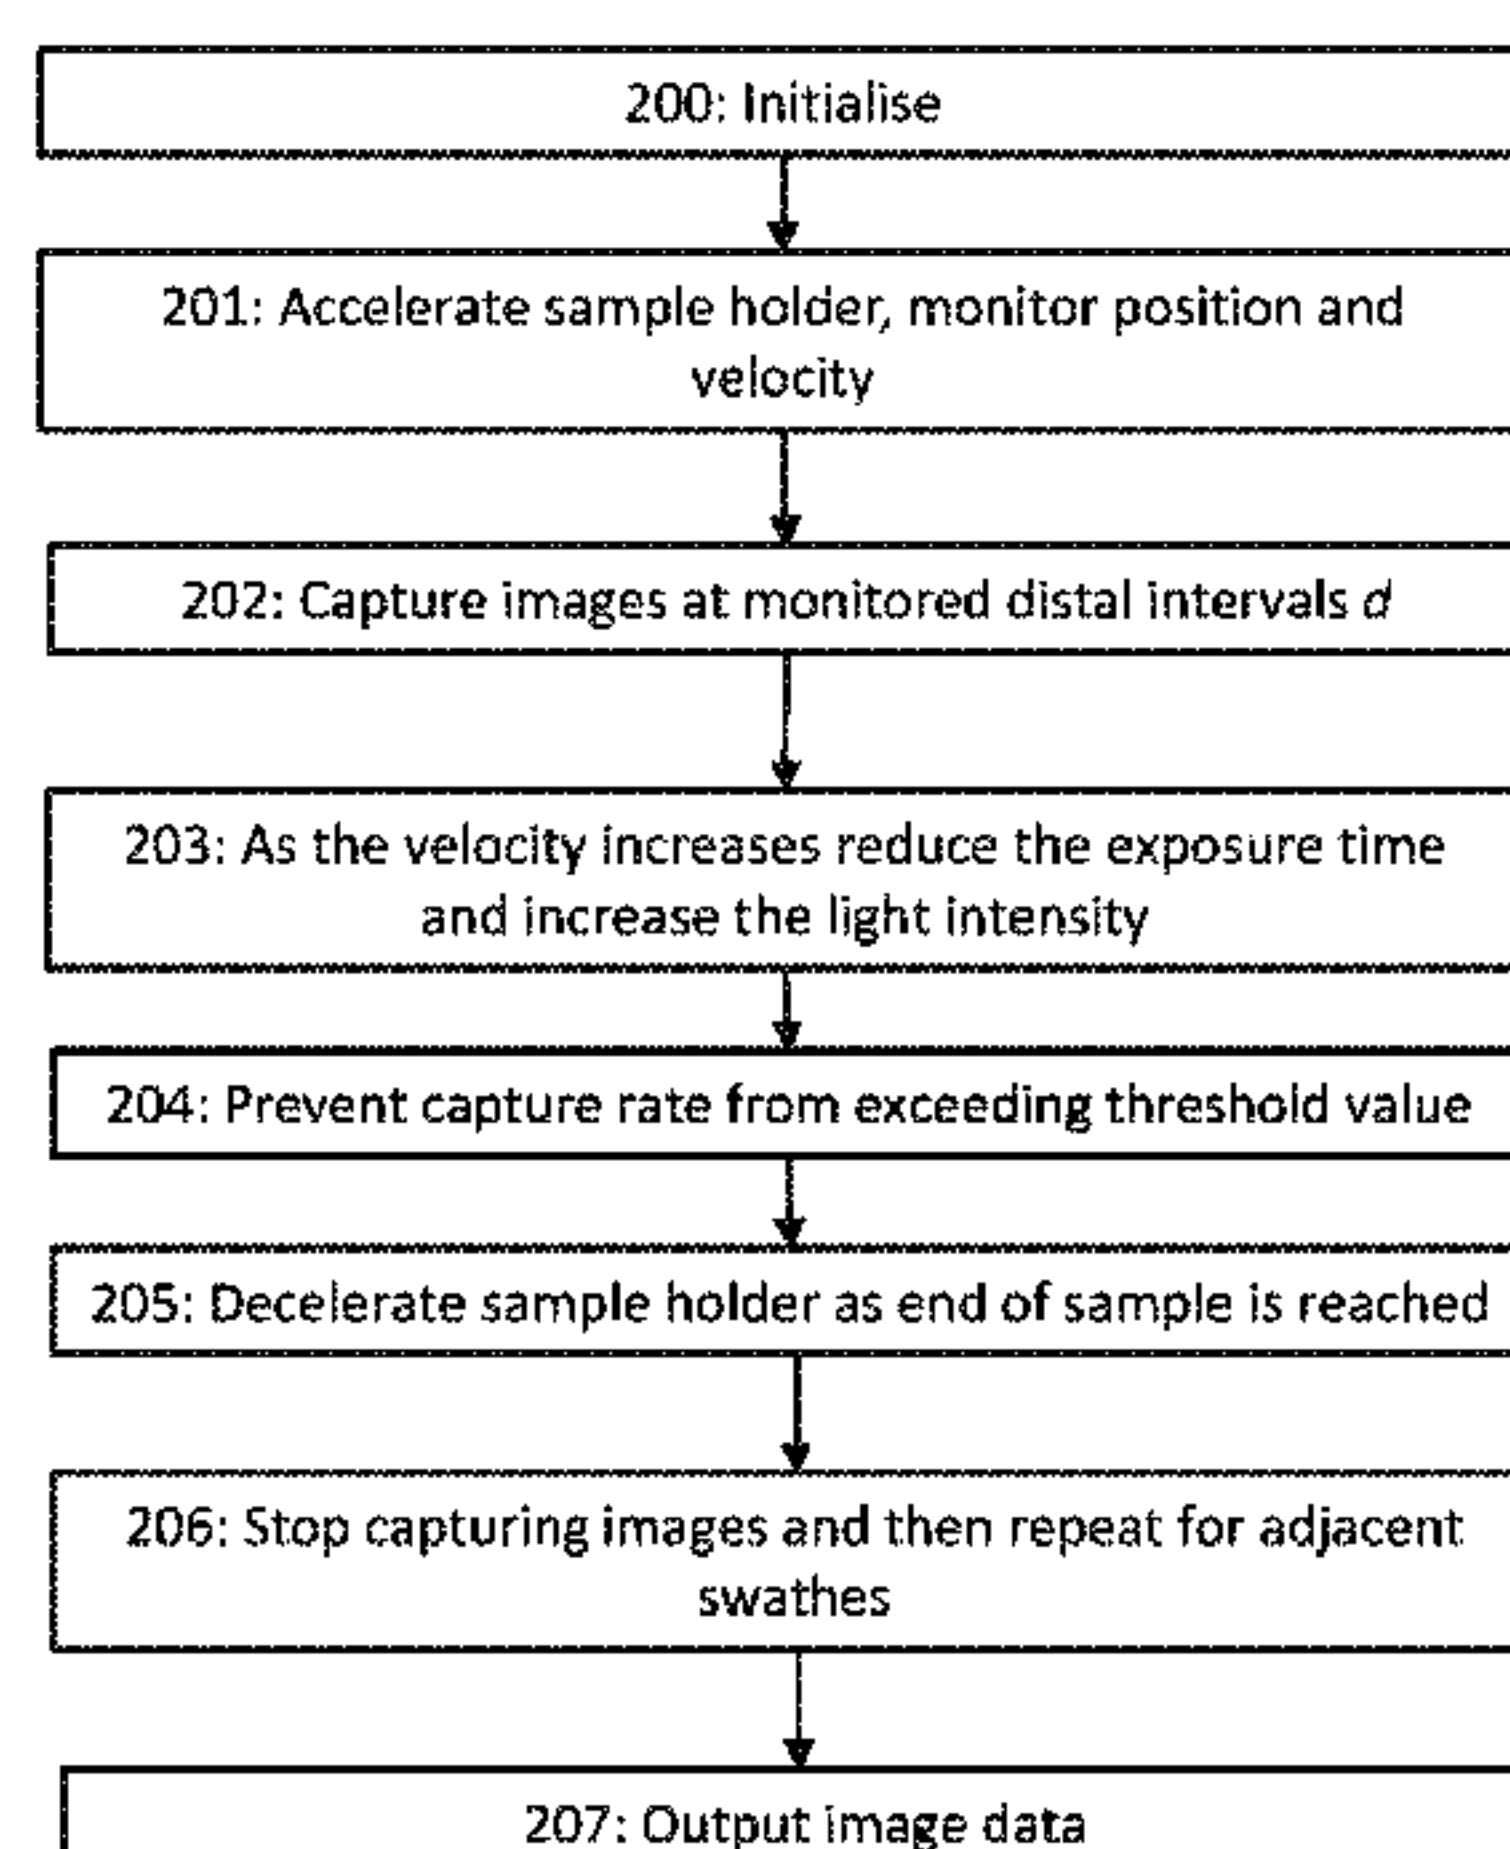 200: Initialise
201: Accelerate sample holder, monitor position and
velocity
202: Capture images at monitored distal intervals d
203: As the velocity increases reduce the exposure time
and increase the light intensity
204: Prevent capture rate from exceeding threshold value
205: Decelerate sample holder as end of sample is reached
206: Stop capturing images and then repeat for adjacent
swathes
207: Output image data